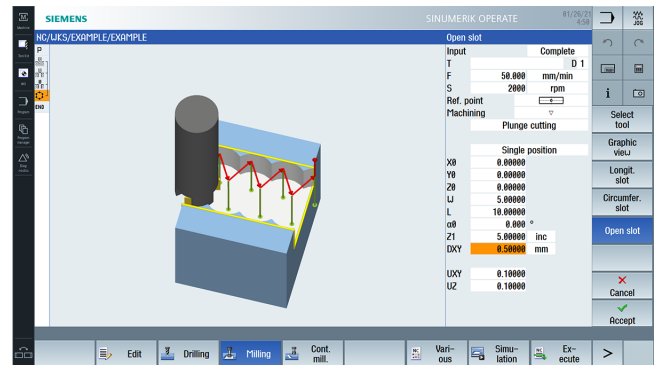 SIEMENS
SINUMERIK OPERATE
JOG
NC/WKS/EXAMPLE/EXAMPLE
Open slot
P
END
Input Complete
T D 1
F 50.000 mm/min
S 2000 rpm
Ref. point
Machining ▽
Plunge cutting
Single position
X0 0.00000
Y0 0.00000
Z0 0.00000
W 5.00000
L 10.00000
α0 0.000 °
Z1 5.00000 inc
DXY 0.50000 mm
UXY 0.10000
UZ 0.10000
Select tool
Graphic view
Longit. slot
Circumfer. slot
Open slot
Cancel
Accept
Edit
Drilling
Milling
Cont. mill.
Vari- ous
Simu- lation
Ex- ecute
>